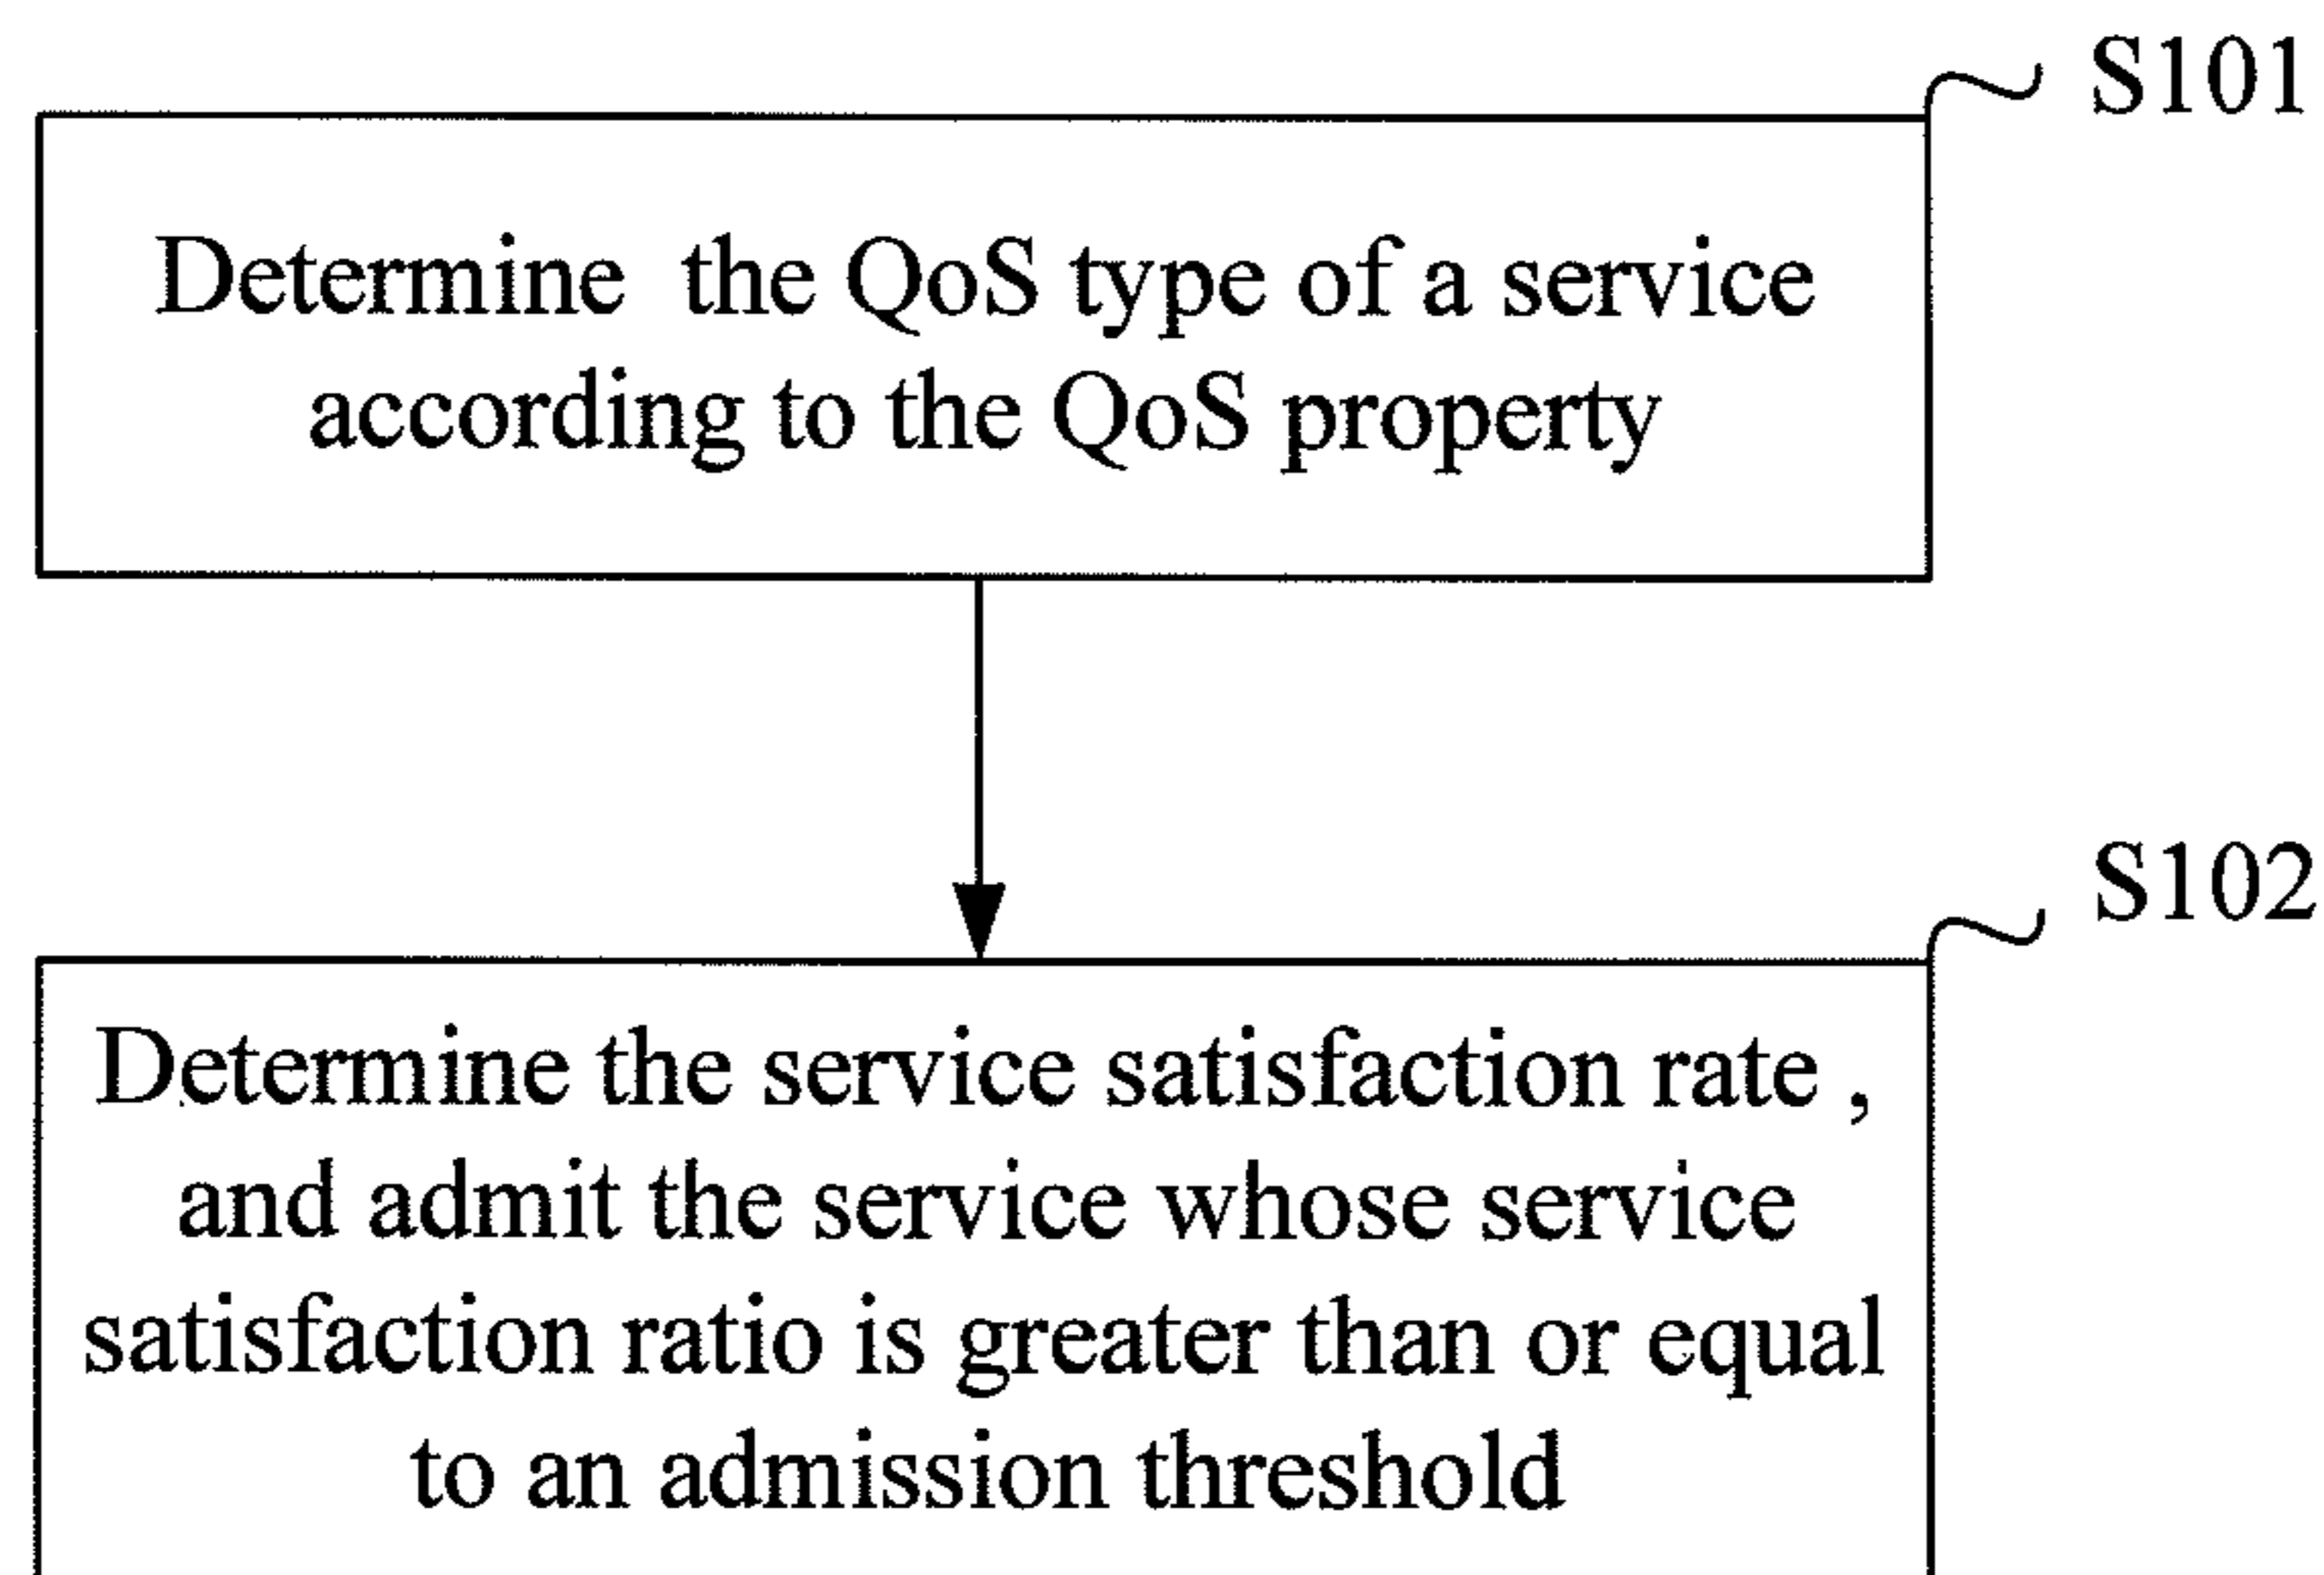 S101
Determine the QoS type of a service
according to the QoS property
S102
Determine the service satisfaction rate ,
and admit the service whose service
satisfaction ratio is greater than or equal
to an admission threshold